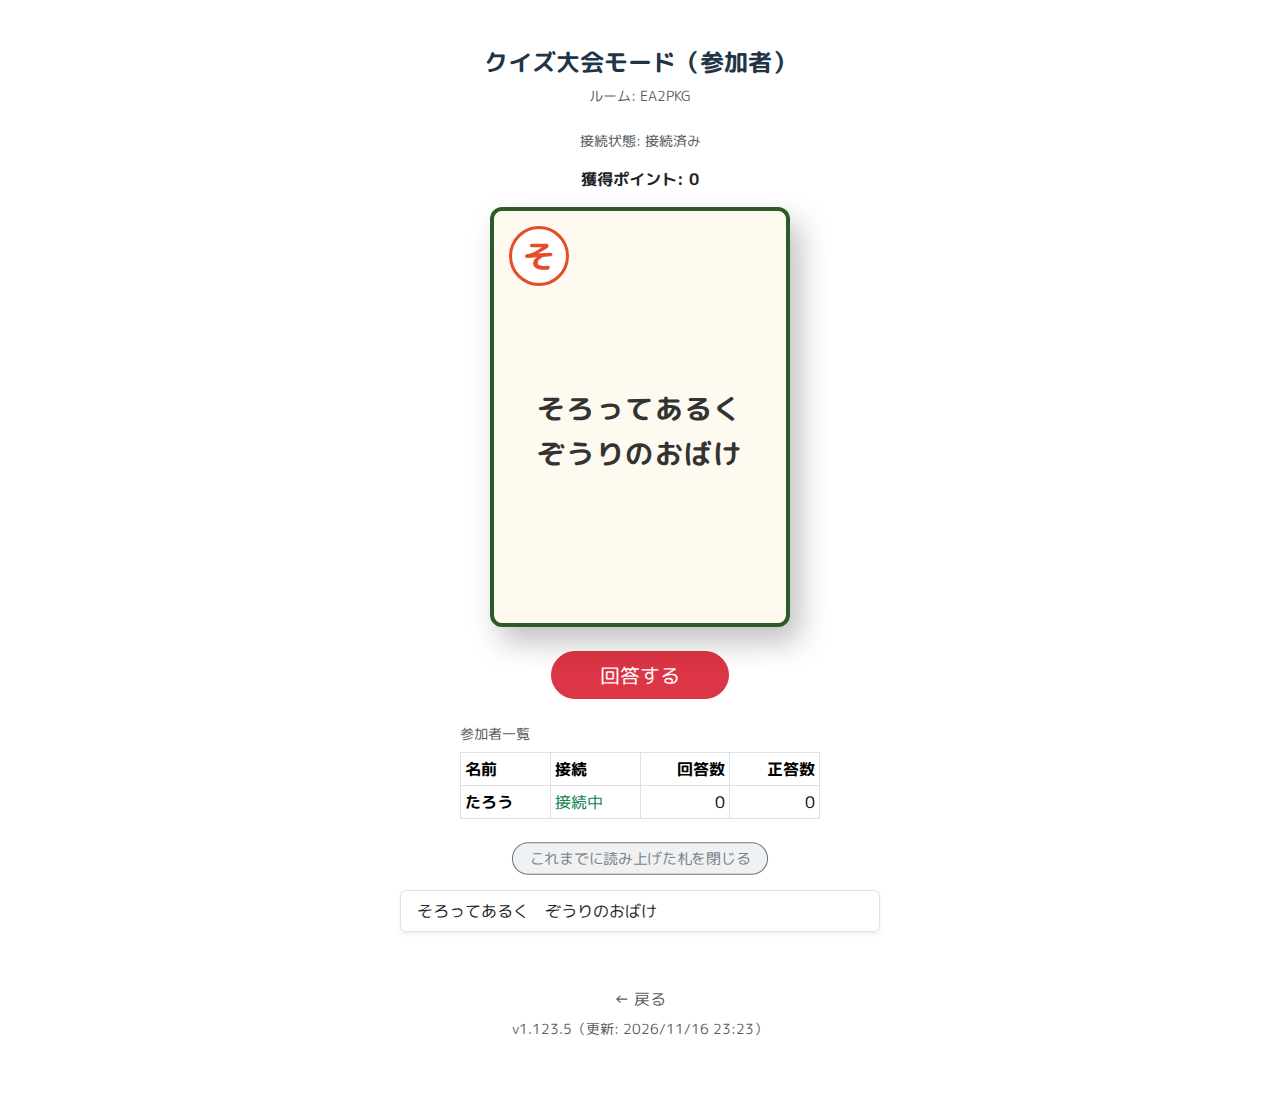 クイズ大会モード（参加者）
ルーム: EA2PKG
接続状態: 接続済み
獲得ポイント: 0
そ
そろってあるく
ぞうりのおばけ
回答する
参加者一覧
名前 接続 回答数 正答数
たろう 接続中 0 0
これまでに読み上げた札を閉じる
そろってあるく　ぞうりのおばけ
← 戻る
v1.123.5（更新: 2026/11/16 23:23）